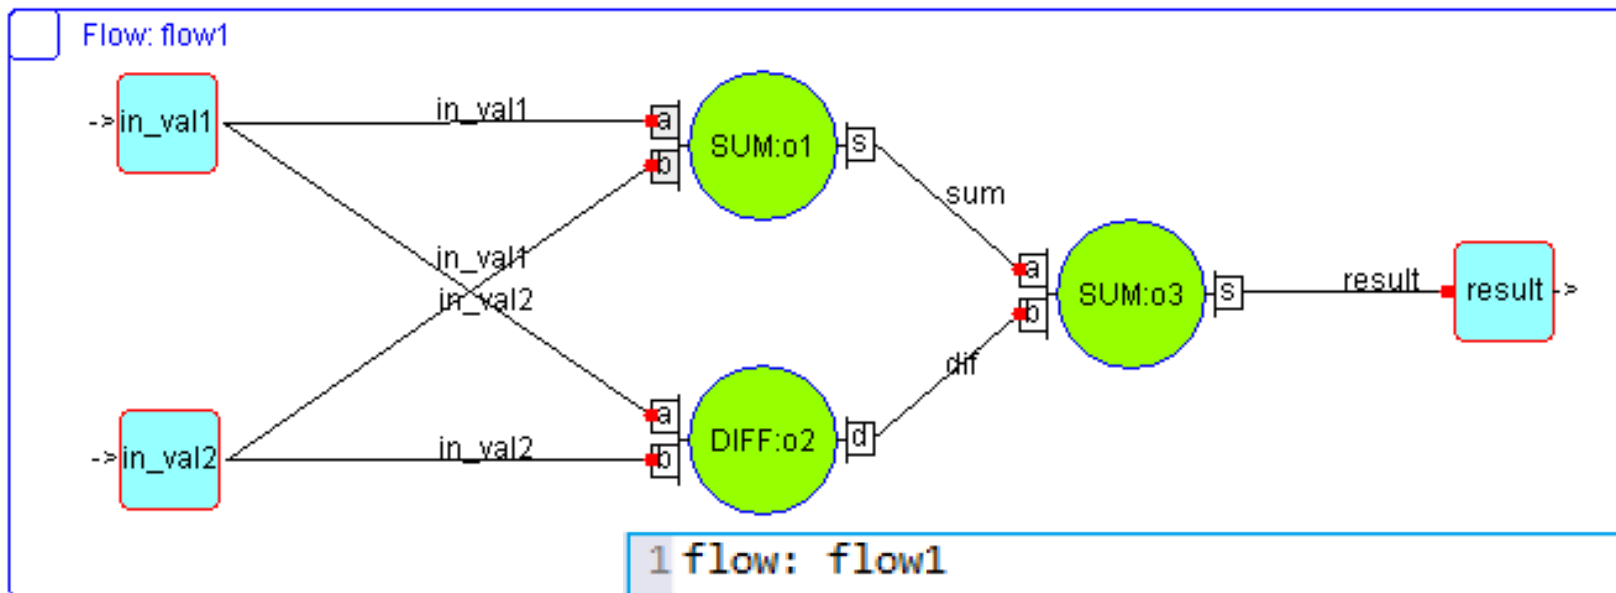 Flow: flow1
->in_val1
in_val1
a
b
SUM:o1
s
sum
in_val1
in_val2
a
b
SUM:o3
s
result
result->
->in_val2
in_val2
a
b
DIFF:o2
d
dif
1 flow: flow1